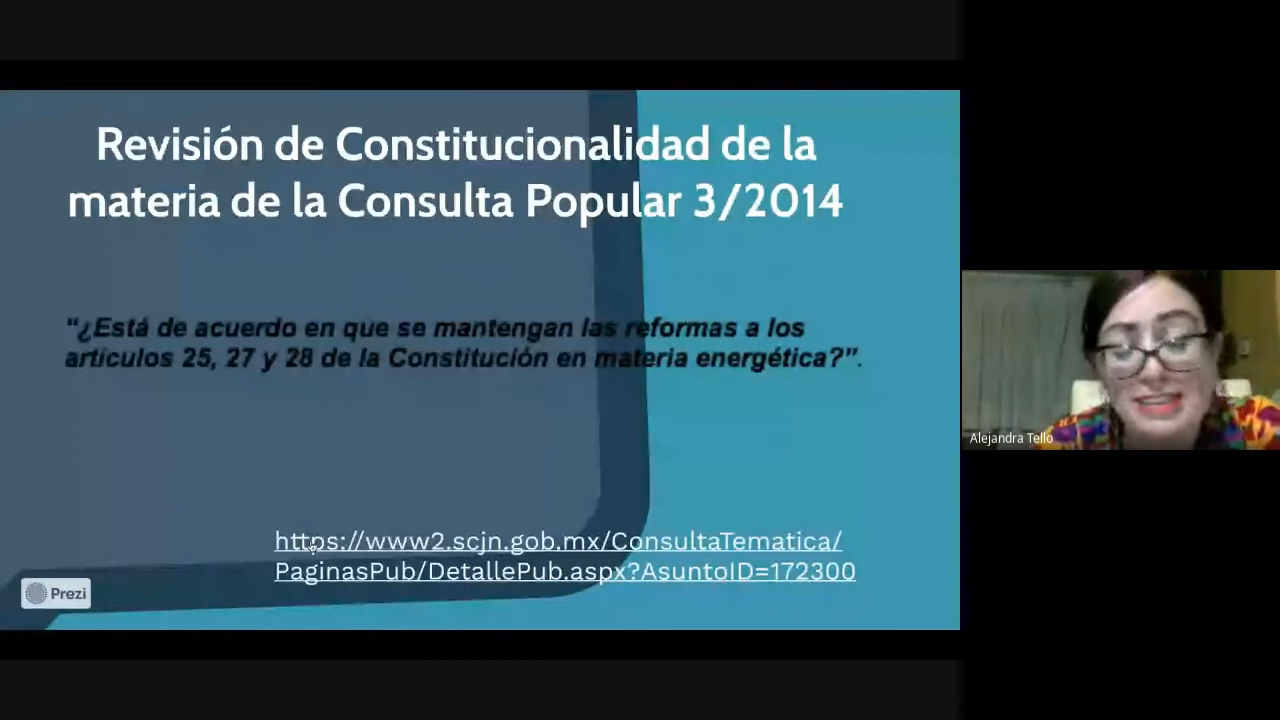 Revisión de Constitucionalidad de la
materia de la Consulta Popular 3/2014
"¿Está de acuerdo en que se mantengan las reformas a los
artículos 25, 27 y 28 de la Constitución en materia energética?".
https://www2.scjn.gob.mx/ConsultaTematica/
PaginasPub/DetallePub.aspx?AsuntoID=172300
Prezi
Alejandra Tello